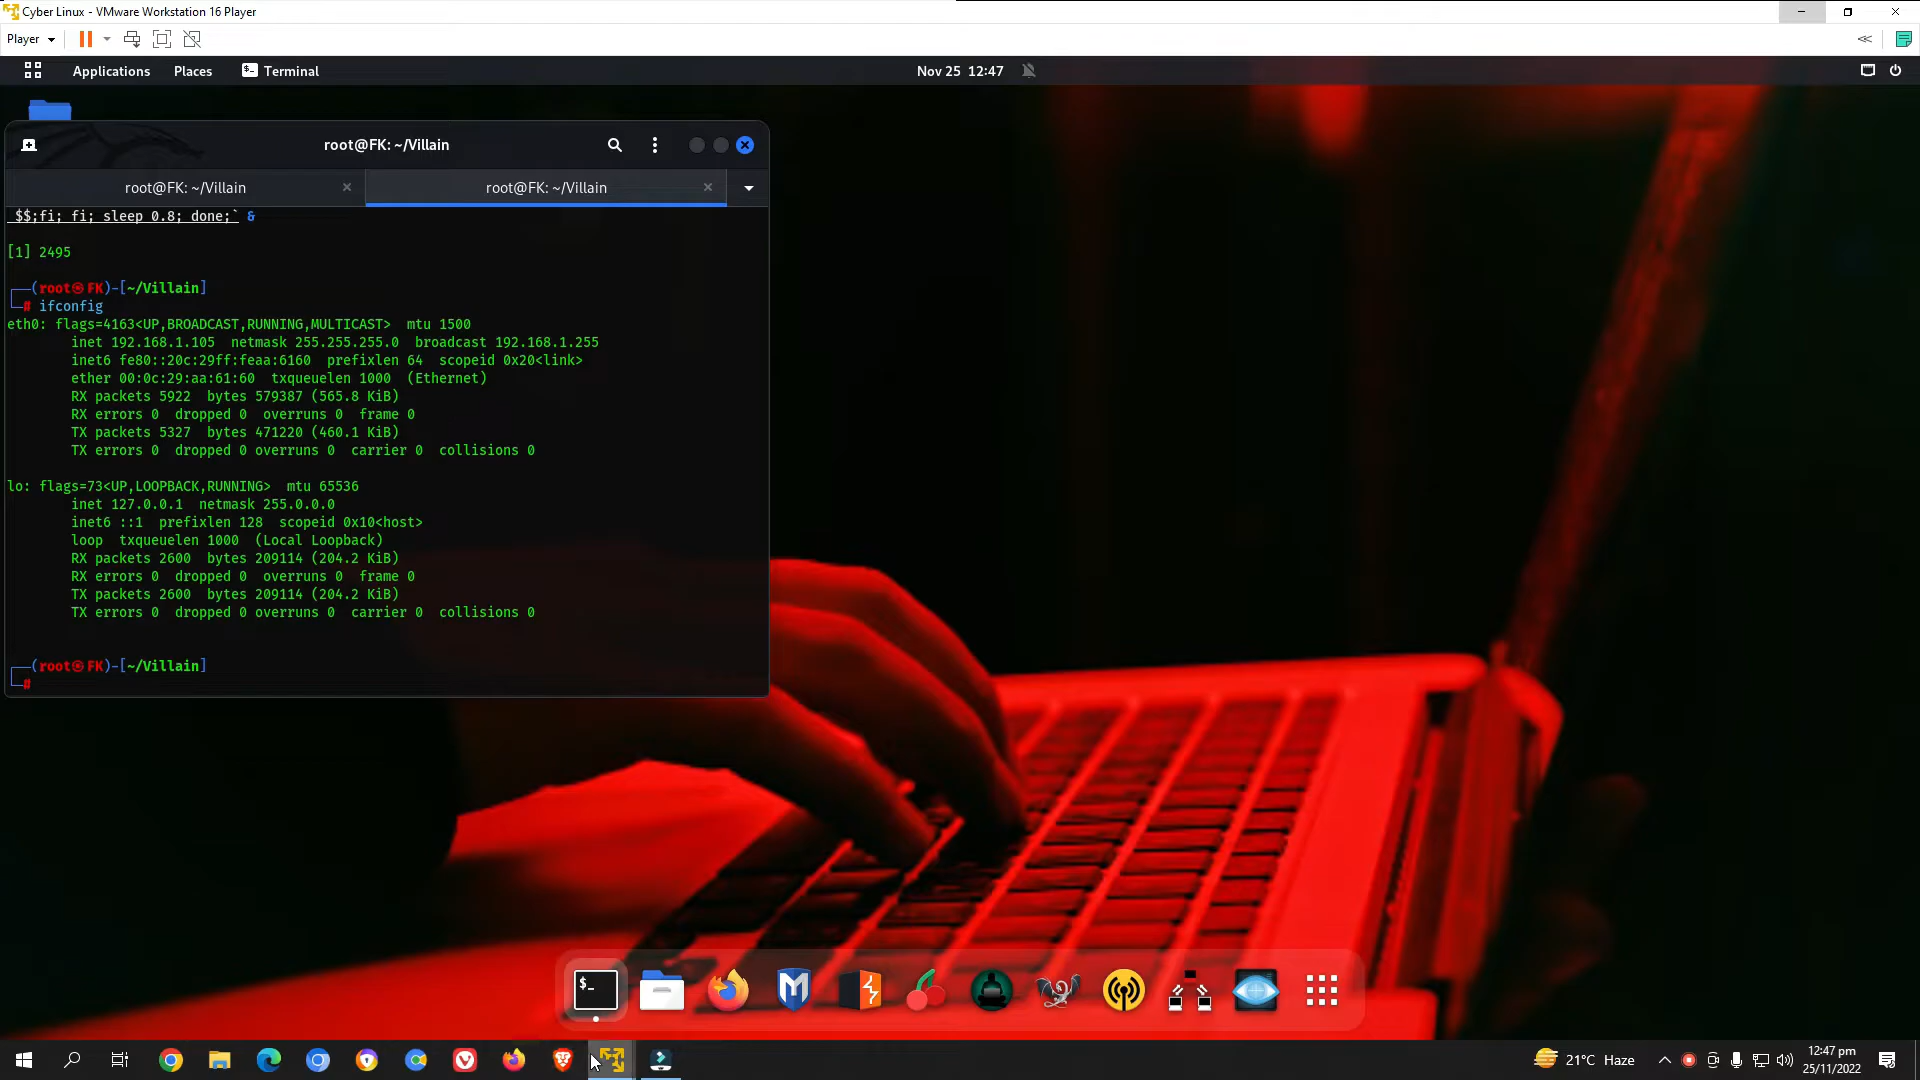 Cyber Linux - VMware Workstation 16 Player
Player
Applications Places Terminal Nov 25 12:47
root@FK: ~/Villain
root@FK: ~/Villain root@FK: ~/Villain
_$$;fi; fi; sleep 0.8; done;` &
[1] 2495
┌──(root㉿FK)-[~/Villain]
└─# ifconfig
eth0: flags=4163<UP,BROADCAST,RUNNING,MULTICAST> mtu 1500
inet 192.168.1.105 netmask 255.255.255.0 broadcast 192.168.1.255
inet6 fe80::20c:29ff:feaa:6160 prefixlen 64 scopeid 0x20<link>
ether 00:0c:29:aa:61:60 txqueuelen 1000 (Ethernet)
RX packets 5922 bytes 579387 (565.8 KiB)
RX errors 0 dropped 0 overruns 0 frame 0
TX packets 5327 bytes 471220 (460.1 KiB)
TX errors 0 dropped 0 overruns 0 carrier 0 collisions 0
lo: flags=73<UP,LOOPBACK,RUNNING> mtu 65536
inet 127.0.0.1 netmask 255.0.0.0
inet6 ::1 prefixlen 128 scopeid 0x10<host>
loop txqueuelen 1000 (Local Loopback)
RX packets 2600 bytes 209114 (204.2 KiB)
RX errors 0 dropped 0 overruns 0 frame 0
TX packets 2600 bytes 209114 (204.2 KiB)
TX errors 0 dropped 0 overruns 0 carrier 0 collisions 0
┌──(root㉿FK)-[~/Villain]
└─#
21°C Haze
12:47 pm
25/11/2022